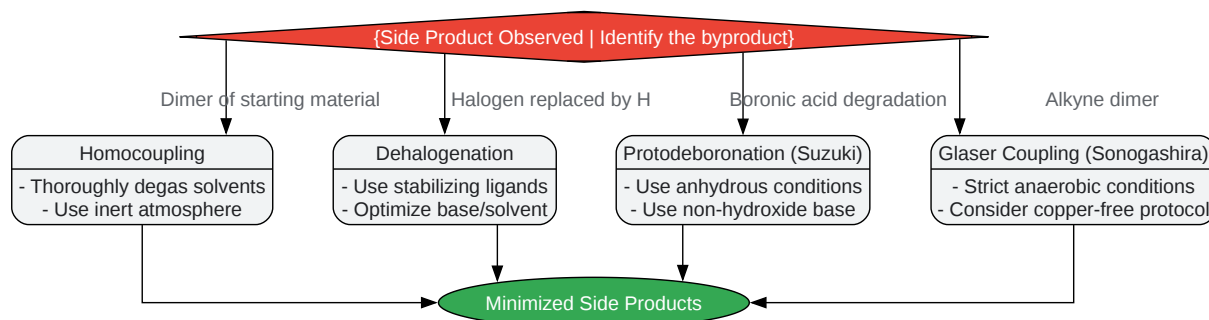 {Side Product Observed | Identify the byproduct}
Dimer of starting material
Halogen replaced by H
Boronic acid degradation
Alkyne dimer
Homocoupling
- Thoroughly degas solvents
- Use inert atmosphere
Dehalogenation
- Use stabilizing ligands
- Optimize base/solvent
Protodeboronation (Suzuki)
- Use anhydrous conditions
- Use non-hydroxide base
Glaser Coupling (Sonogashira)
- Strict anaerobic conditions
- Consider copper-free protocol
Minimized Side Products